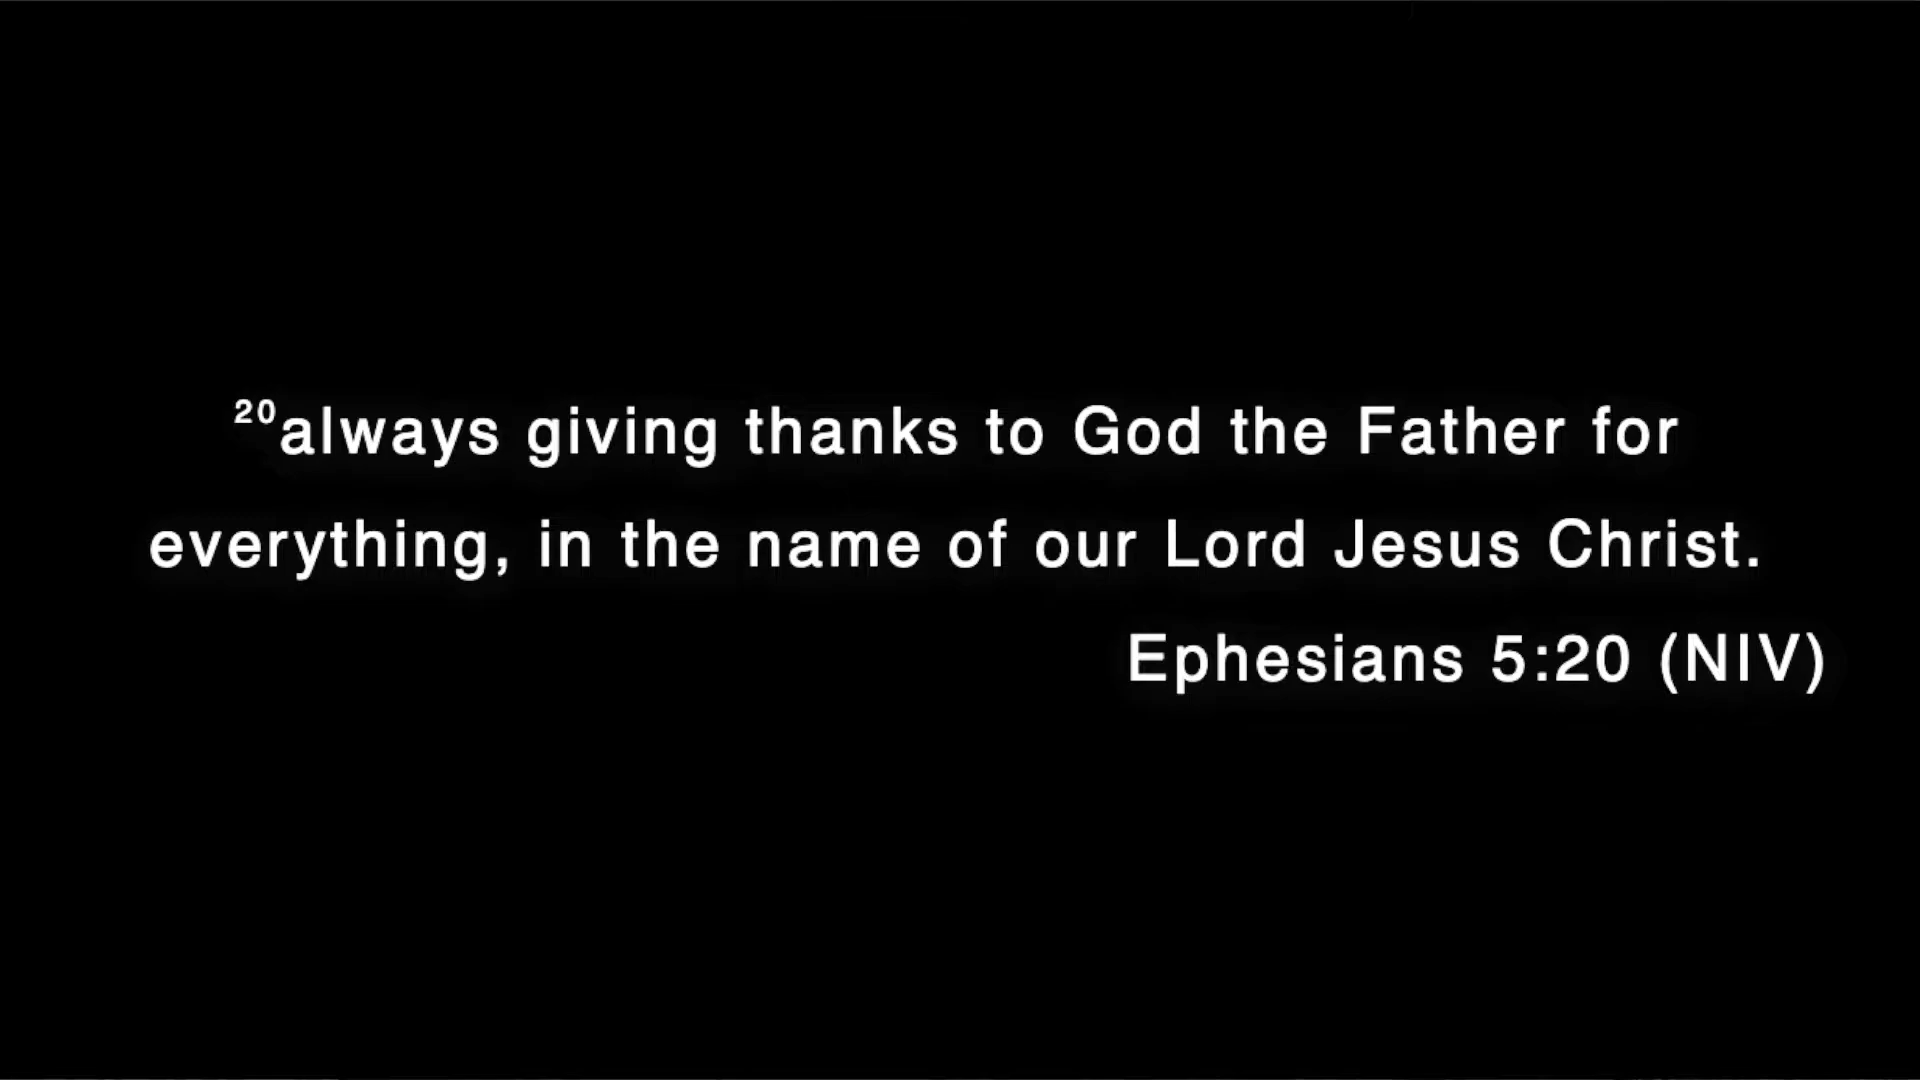 ²⁰always giving thanks to God the Father for
everything, in the name of our Lord Jesus Christ.
Ephesians 5:20 (NIV)